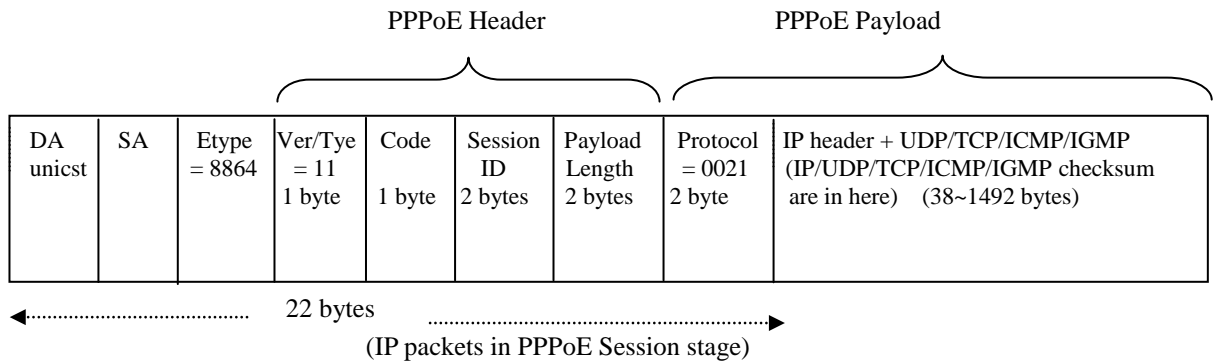 PPPoE Header
PPPoE Payload
DA
unicst
SA
Etype
= 8864
Ver/Tye
= 11
1 byte
Code
1 byte
Session
ID
2 bytes
Payload
Length
2 bytes
Protocol
= 0021
2 byte
IP header + UDP/TCP/ICMP/IGMP
(IP/UDP/TCP/ICMP/IGMP checksum
are in here) (38~1492 bytes)
22 bytes
(IP packets in PPPoE Session stage)